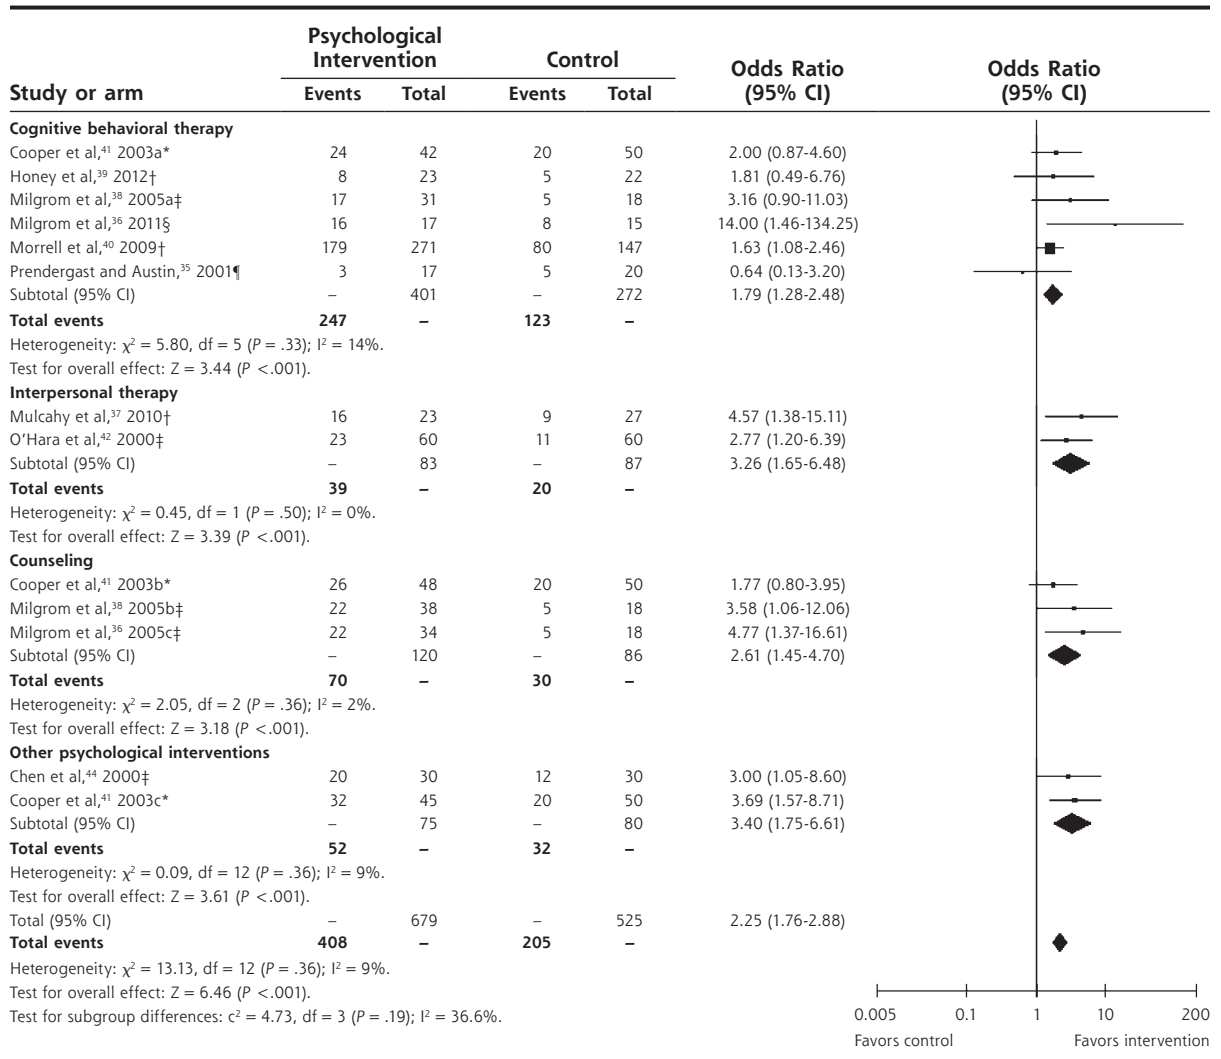 Psychological
Intervention
Control
Odds Ratio
(95% CI)
Odds Ratio
(95% CI)
Study or arm Events Total Events Total
Cognitive behavioral therapy
Cooper et al,⁴¹ 2003a* 24 42 20 50 2.00 (0.87-4.60)
Honey et al,³⁹ 2012† 8 23 5 22 1.81 (0.49-6.76)
Milgrom et al,³⁸ 2005a‡ 17 31 5 18 3.16 (0.90-11.03)
Milgrom et al,³⁶ 2011§ 16 17 8 15 14.00 (1.46-134.25)
Morrell et al,⁴⁰ 2009† 179 271 80 147 1.63 (1.08-2.46)
Prendergast and Austin,³⁵ 2001¶ 3 17 5 20 0.64 (0.13-3.20)
Subtotal (95% CI) – 401 – 272 1.79 (1.28-2.48)
Total events 247 – 123 –
Heterogeneity: χ² = 5.80, df = 5 (P = .33); I² = 14%.
Test for overall effect: Z = 3.44 (P <.001).
Interpersonal therapy
Mulcahy et al,³⁷ 2010† 16 23 9 27 4.57 (1.38-15.11)
O'Hara et al,⁴² 2000‡ 23 60 11 60 2.77 (1.20-6.39)
Subtotal (95% CI) – 83 – 87 3.26 (1.65-6.48)
Total events 39 – 20 –
Heterogeneity: χ² = 0.45, df = 1 (P = .50); I² = 0%.
Test for overall effect: Z = 3.39 (P <.001).
Counseling
Cooper et al,⁴¹ 2003b* 26 48 20 50 1.77 (0.80-3.95)
Milgrom et al,³⁸ 2005b‡ 22 38 5 18 3.58 (1.06-12.06)
Milgrom et al,³⁶ 2005c‡ 22 34 5 18 4.77 (1.37-16.61)
Subtotal (95% CI) – 120 – 86 2.61 (1.45-4.70)
Total events 70 – 30 –
Heterogeneity: χ² = 2.05, df = 2 (P = .36); I² = 2%.
Test for overall effect: Z = 3.18 (P <.001).
Other psychological interventions
Chen et al,⁴⁴ 2000‡ 20 30 12 30 3.00 (1.05-8.60)
Cooper et al,⁴¹ 2003c* 32 45 20 50 3.69 (1.57-8.71)
Subtotal (95% CI) – 75 – 80 3.40 (1.75-6.61)
Total events 52 – 32 –
Heterogeneity: χ² = 0.09, df = 12 (P = .36); I² = 9%.
Test for overall effect: Z = 3.61 (P <.001).
Total (95% CI) – 679 – 525 2.25 (1.76-2.88)
Total events 408 – 205 –
Heterogeneity: χ² = 13.13, df = 12 (P = .36); I² = 9%.
Test for overall effect: Z = 6.46 (P <.001).
Test for subgroup differences: c² = 4.73, df = 3 (P = .19); I² = 36.6%.
0.005 0.1 1 10 200
Favors control Favors intervention